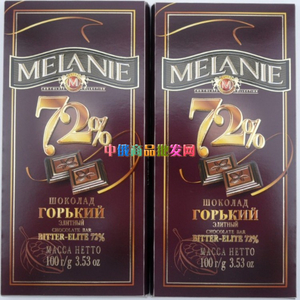 MELANIE
M
72%
ШОКОЛАД
ГОРЬКИЙ
ЭЛИТНЫЙ
CHOCOLATE BAR
BITTER-ELITE 72%
МАССА НЕТТО
100 г/g 3.53 oz
MELANIE
M
72%
ШОКОЛАД
ГОРЬКИЙ
ЭЛИТНЫЙ
CHOCOLATE BAR
BITTER-ELITE 72%
МАССА НЕТТО
100 г/g 3.53 oz
中俄商品批发网